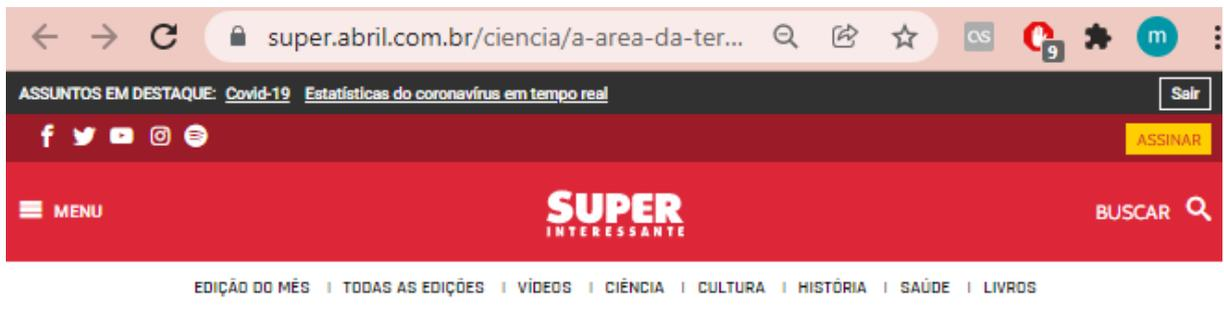 super.abril.com.br/ciencia/a-area-da-ter...
9
m
ASSUNTOS EM DESTAQUE: Covid-19 Estatísticas do coronavírus em tempo real
Sair
ASSINAR
MENU
SUPER
INTERESSANTE
BUSCAR
EDIÇÃO DO MÊS | TODAS AS EDIÇÕES | VÍDEOS | CIÊNCIA | CULTURA | HISTÓRIA | SAÚDE | LIVROS